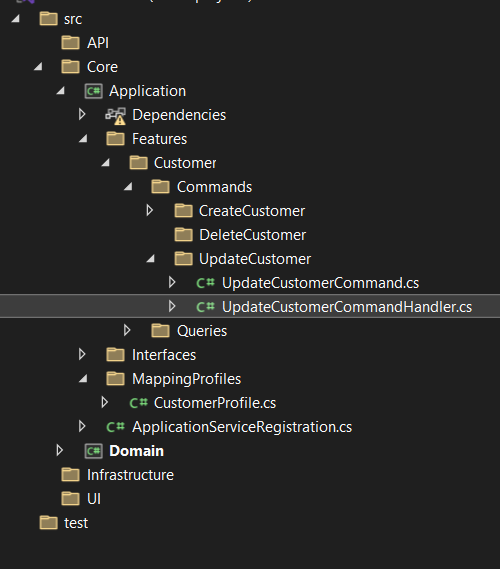 src
API
Core
C# Application
Dependencies
Features
Customer
Commands
CreateCustomer
DeleteCustomer
UpdateCustomer
C# UpdateCustomerCommand.cs
C# UpdateCustomerCommandHandler.cs
Queries
Interfaces
MappingProfiles
C# CustomerProfile.cs
C# ApplicationServiceRegistration.cs
C# Domain
Infrastructure
UI
test